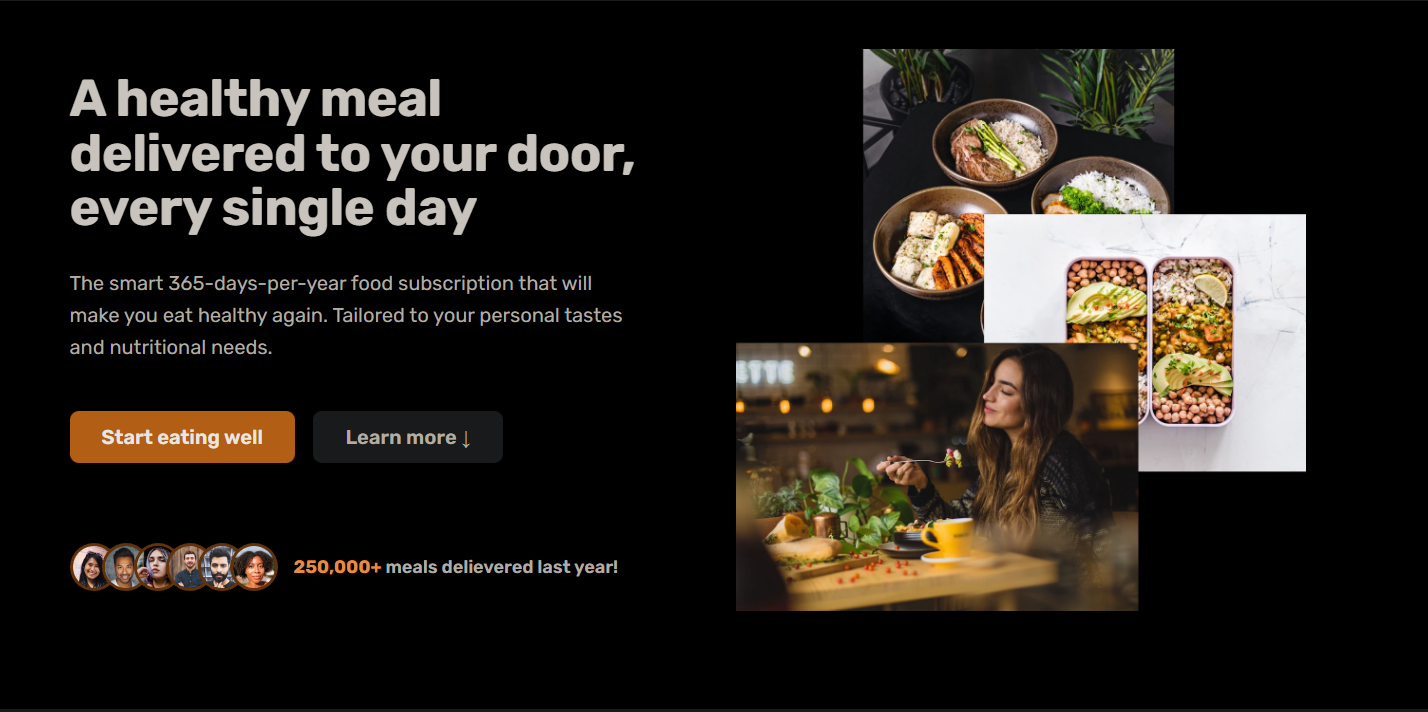 A healthy meal
delivered to your door,
every single day
The smart 365-days-per-year food subscription that will
make you eat healthy again. Tailored to your personal tastes
and nutritional needs.
Start eating well
Learn more ↓
250,000+ meals delievered last year!
ETTE